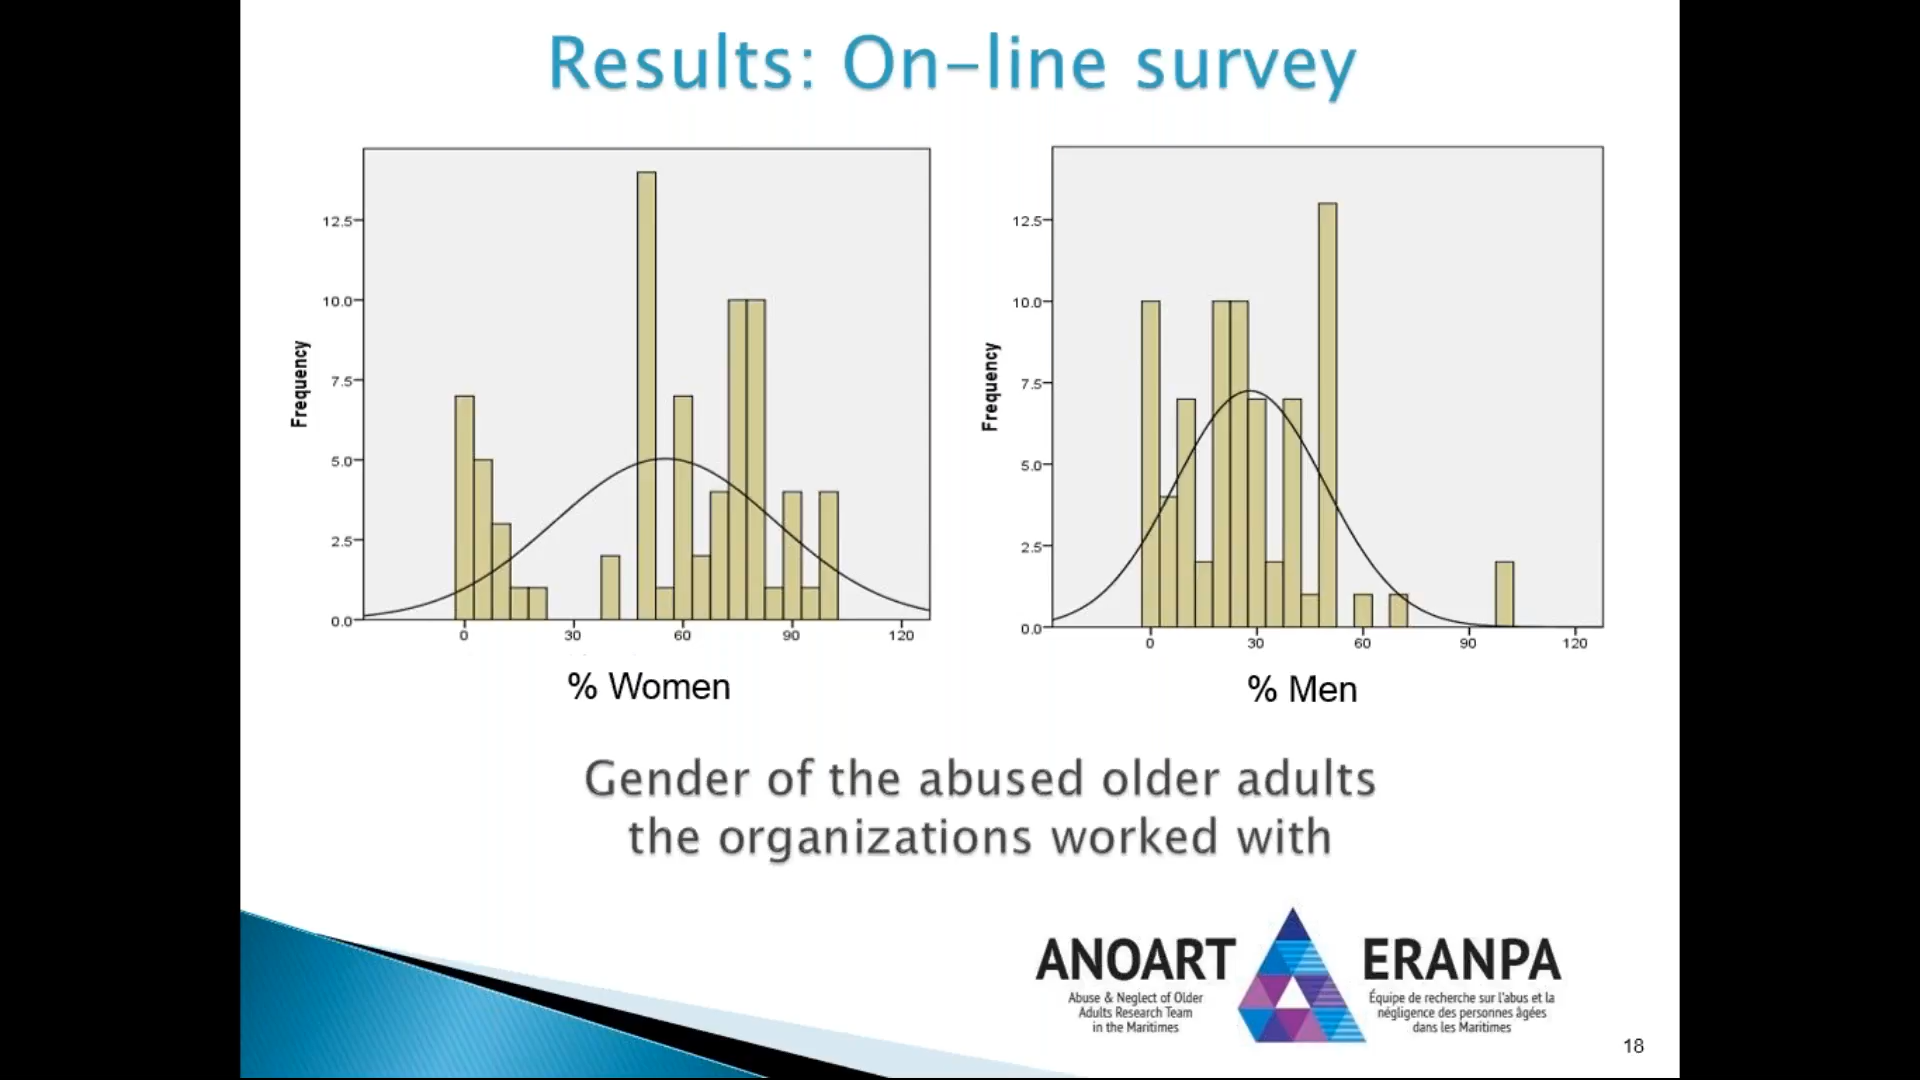 Results: On-line survey
Frequency
12.5
10.0
7.5
5.0
2.5
0.0
0 30 60 90 120
% Women
Frequency
12.5
10.0
7.5
5.0
2.5
0.0
0 30 60 90 120
% Men
Gender of the abused older adults
the organizations worked with
ANOART
Abuse & Neglect of Older
Adults Research Team
in the Maritimes
ERANPA
Équipe de recherche sur l'abus et la
négligence des personnes âgées
dans les Maritimes
18